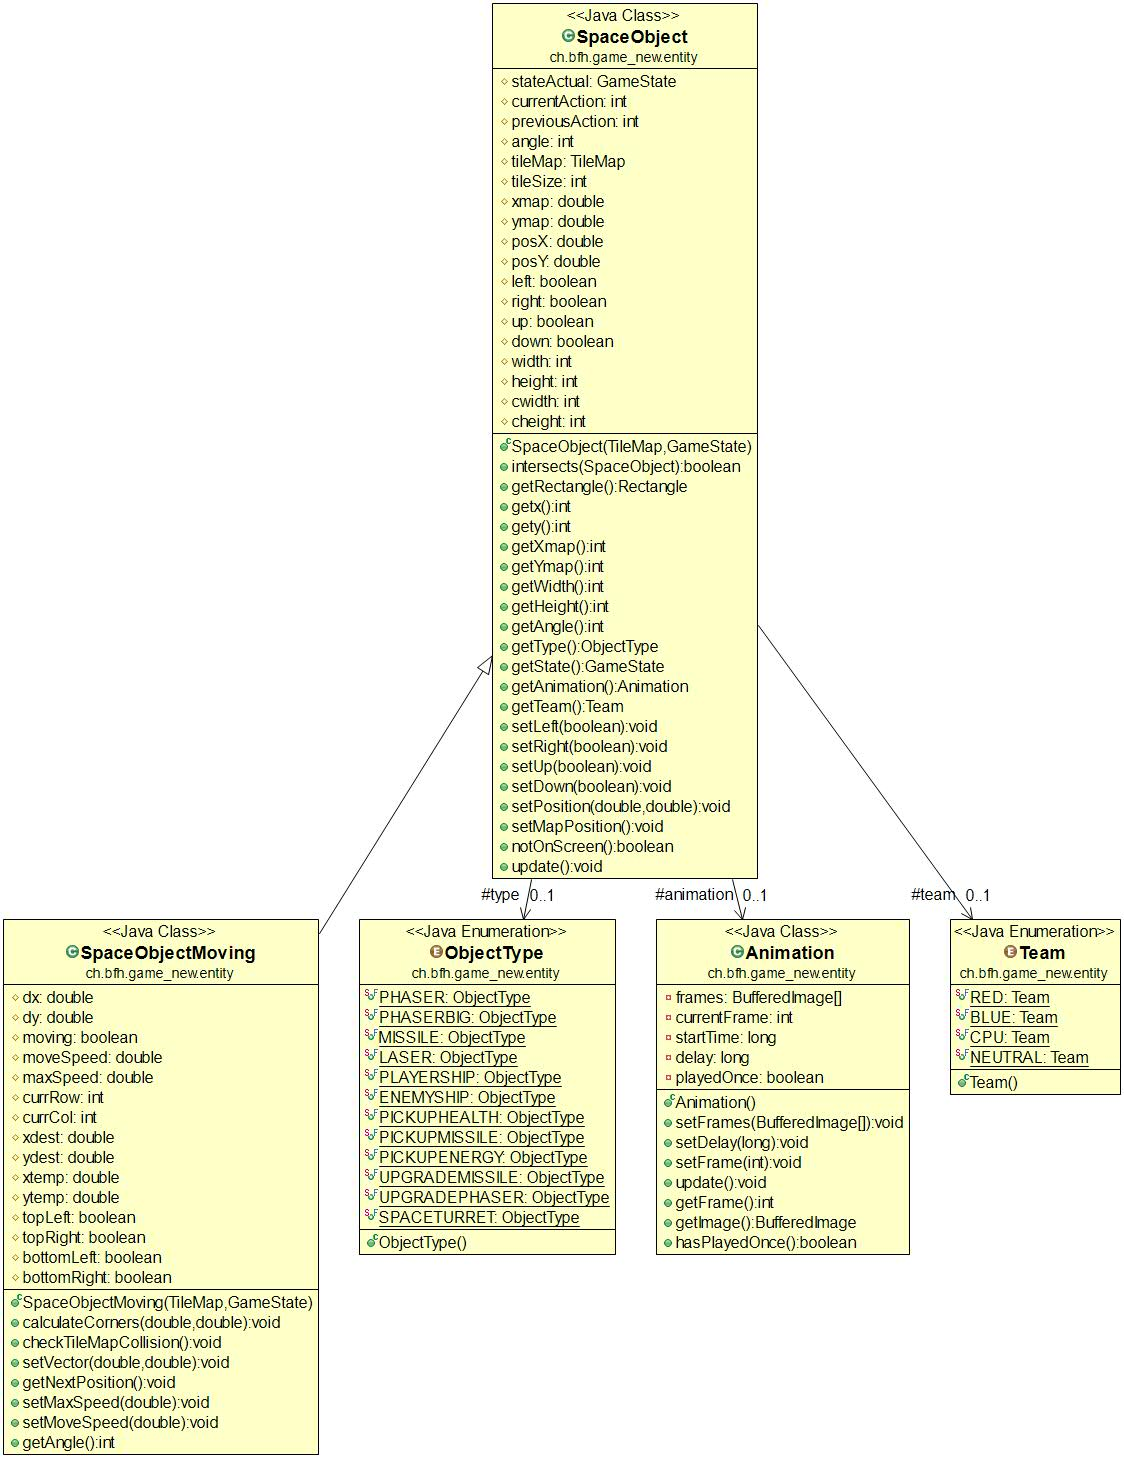 <<Java Class>>
SpaceObject
ch.bfh.game_new.entity
stateActual: GameState
currentAction: int
previousAction: int
angle: int
tileMap: TileMap
tileSize: int
xmap: double
ymap: double
posX: double
posY: double
left: boolean
right: boolean
up: boolean
down: boolean
width: int
height: int
cwidth: int
cheight: int
SpaceObject(TileMap,GameState)
intersects(SpaceObject):boolean
getRectangle():Rectangle
getx():int
gety():int
getXmap():int
getYmap():int
getWidth():int
getHeight():int
getAngle():int
getType():ObjectType
getState():GameState
getAnimation():Animation
getTeam():Team
setLeft(boolean):void
setRight(boolean):void
setUp(boolean):void
setDown(boolean):void
setPosition(double,double):void
setMapPosition():void
notOnScreen():boolean
update():void
#type 0..1
#animation 0..1
#team 0..1
<<Java Class>>
SpaceObjectMoving
ch.bfh.game_new.entity
dx: double
dy: double
moving: boolean
moveSpeed: double
maxSpeed: double
currRow: int
currCol: int
xdest: double
ydest: double
xtemp: double
ytemp: double
topLeft: boolean
topRight: boolean
bottomLeft: boolean
bottomRight: boolean
SpaceObjectMoving(TileMap,GameState)
calculateCorners(double,double):void
checkTileMapCollision():void
setVector(double,double):void
getNextPosition():void
setMaxSpeed(double):void
setMoveSpeed(double):void
getAngle():int
<<Java Enumeration>>
ObjectType
ch.bfh.game_new.entity
PHASER: ObjectType
PHASERBIG: ObjectType
MISSILE: ObjectType
LASER: ObjectType
PLAYERSHIP: ObjectType
ENEMYSHIP: ObjectType
PICKUPHEALTH: ObjectType
PICKUPMISSILE: ObjectType
PICKUPENERGY: ObjectType
UPGRADEMISSILE: ObjectType
UPGRADEPHASER: ObjectType
SPACETURRET: ObjectType
ObjectType()
<<Java Class>>
Animation
ch.bfh.game_new.entity
frames: BufferedImage[]
currentFrame: int
startTime: long
delay: long
playedOnce: boolean
Animation()
setFrames(BufferedImage[]):void
setDelay(long):void
setFrame(int):void
update():void
getFrame():int
getImage():BufferedImage
hasPlayedOnce():boolean
<<Java Enumeration>>
Team
ch.bfh.game_new.entity
RED: Team
BLUE: Team
CPU: Team
NEUTRAL: Team
Team()